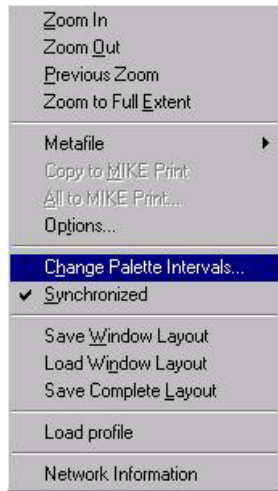 Zoom In
Zoom Out
Previous Zoom
Zoom to Full Extent
Metafile
Copy to MIKE Print
All to MIKE Print...
Options...
Change Palette Intervals...
Synchronized
Save Window Layout
Load Window Layout
Save Complete Layout
Load profile
Network Information